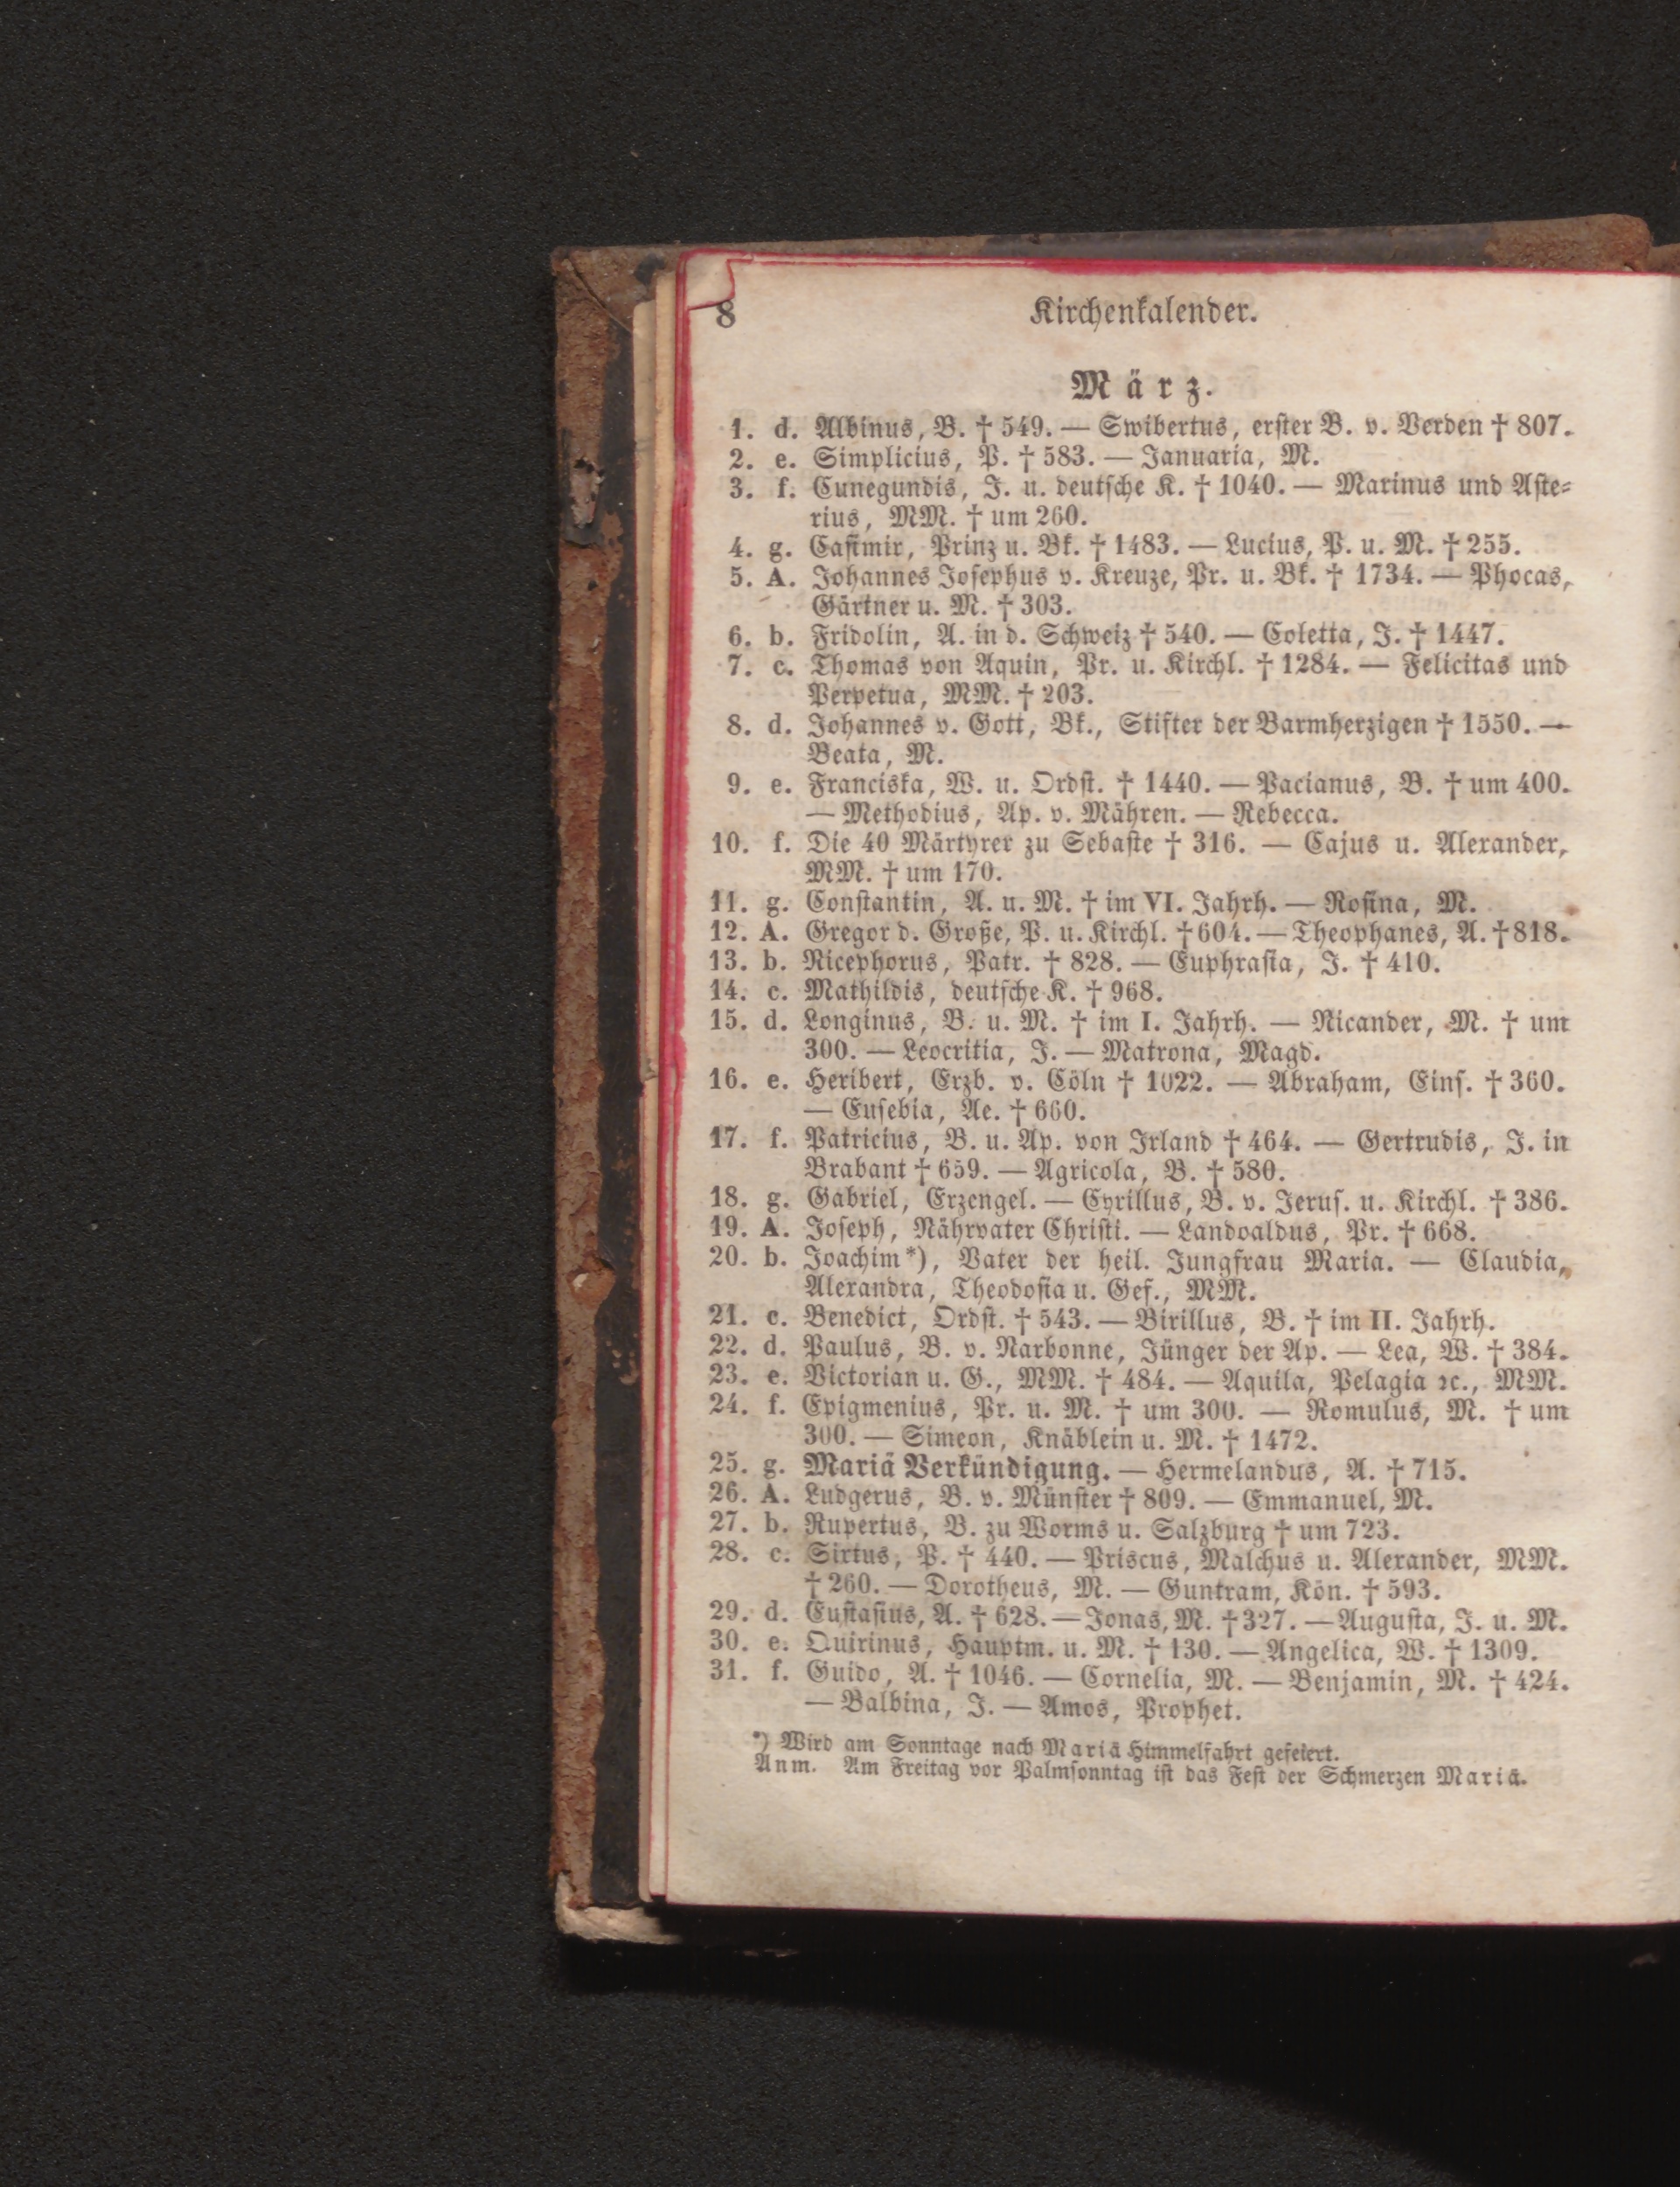 8 Kirchenkalender.
März.
1. d. Albinus, B. † 549. — Swibertus, erster B. v. Verden † 807.
2. e. Simplicius, P. † 583. — Januaria, M.
3. f. Cunegundis, J. u. deutsche K. † 1040. — Marinus und Aste-
rius, MM. † um 260.
4. g. Casimir, Prinz u. Bk. † 1483. — Lucius, P. u. M. † 255.
5. A. Johannes Josephus v. Kreuze, Pr. u. Bk. † 1734. — Phocas,
Gärtner u. M. † 303.
6. b. Fridolin, A. in d. Schweiz † 540. — Coletta, J. † 1447.
7. c. Thomas von Aquin, Pr. u. Kirchl. † 1284. — Felicitas und
Perpetua, MM. † 203.
8. d. Johannes v. Gott, Bk., Stifter der Barmherzigen † 1550. —
Beata, M.
9. e. Franciska, W. u. Ordst. † 1440. — Pacianus, B. † um 400.
— Methodius, Ap. v. Mähren. — Rebecca.
10. f. Die 40 Märtyrer zu Sebaste † 316. — Cajus u. Alexander,
MM. † um 170.
11. g. Constantin, A. u. M. † im VI. Jahrh. — Rosina, M.
12. A. Gregor d. Große, P. u. Kirchl. † 604. — Theophanes, A. † 818.
13. b. Nicephorus, Patr. † 828. — Euphrasia, J. † 410.
14. c. Mathildis, deutsche K. † 968.
15. d. Longinus, B. u. M. † im I. Jahrh. — Nicander, M. † um
300. — Leocritia, J. — Matrona, Magd.
16. e. Heribert, Erzb. v. Cöln † 1022. — Abraham, Eins. † 360.
— Eusebia, Ae. † 660.
17. f. Patricius, B. u. Ap. von Irland † 464. — Gertrudis, J. in
Brabant † 659. — Agricola, B. † 580.
18. g. Gabriel, Erzengel. — Cyrillus, B. v. Jerus. u. Kirchl. † 386.
19. A. Joseph, Nährvater Christi. — Landoaldus, Pr. † 668.
20. b. Joachim*), Vater der heil. Jungfrau Maria. — Claudia,
Alexandra, Theodosia u. Gef., MM.
21. c. Benedict, Ordst. † 543. — Birillus, B. † im II. Jahrh.
22. d. Paulus, B. v. Narbonne, Jünger der Ap. — Lea, W. † 384.
23. e. Victorian u. G., MM. † 484. — Aquila, Pelagia ꝛc., MM.
24. f. Epigmenius, Pr. u. M. † um 300. — Romulus, M. † um
300. — Simeon, Knäblein u. M. † 1472.
25. g. Mariä Verkündigung. — Hermelandus, A. † 715.
26. A. Ludgerus, B. v. Münster † 809. — Emmanuel, M.
27. b. Rupertus, B. zu Worms u. Salzburg † um 723.
28. c. Sixtus, P. † 440. — Priscus, Malchus u. Alexander, MM.
† 260. — Dorotheus, M. — Guntram, Kön. † 593.
29. d. Eustasius, A. † 628. — Jonas, M. † 327. — Augusta, J. u. M.
30. e. Quirinus, Hauptm. u. M. † 130. — Angelica, W. † 1309.
31. f. Guido, A. † 1046. — Cornelia, M. — Benjamin, M. † 424.
— Balbina, J. — Amos, Prophet.
*) Wird am Sonntage nach Mariä Himmelfahrt gefeiert.
Anm. Am Freitag vor Palmsonntag ist das Fest der Schmerzen Mariä.